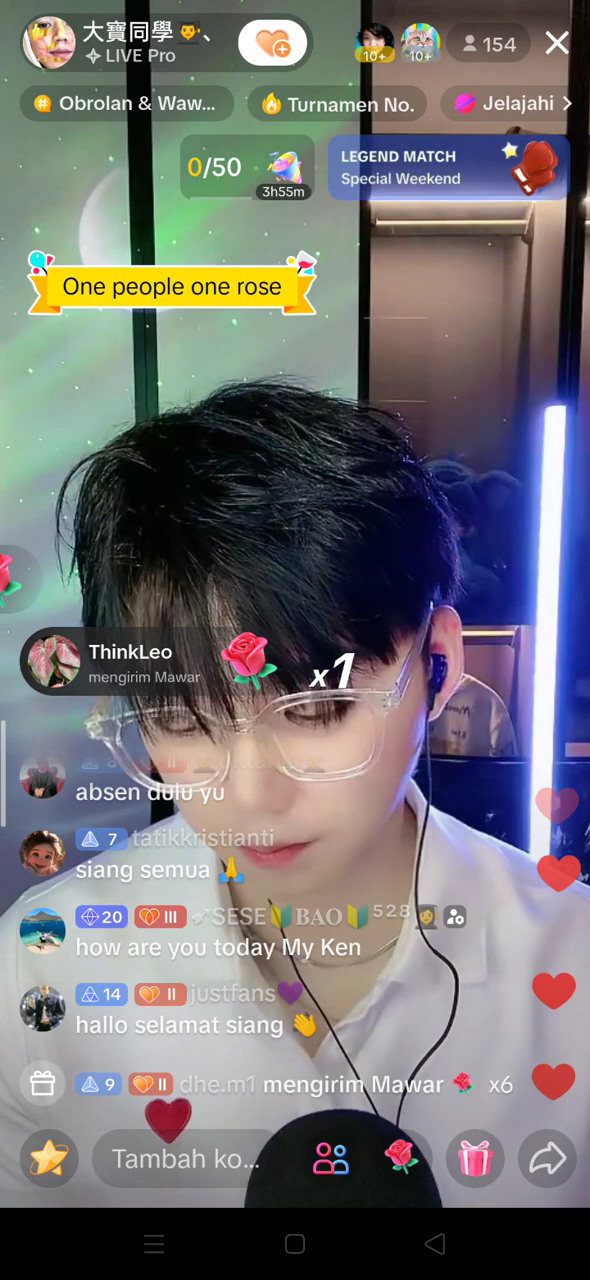 大寶同學👨‍🎓、
LIVE Pro
10+
10+
154
Obrolan & Waw...
Turnamen No.
Jelajahi
0/50
3h55m
LEGEND MATCH
Special Weekend
One people one rose
ThinkLeo
mengirim Mawar
x1
absen dulu yu
7 tatikkristianti
siang semua 🙏
20 III SESE🔰BAO🔰⁵²⁸
how are you today My Ken
14 II justfans💜
hallo selamat siang 👋
9 II dhe.m1 mengirim Mawar 🌹 x6
Tambah ko...